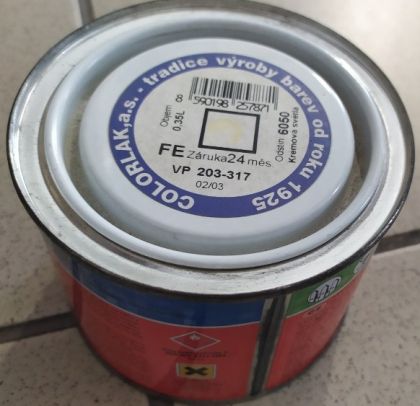 COLORLAK,a.s. - tradice výroby barev od roku 1925
Objem
0.35L
8 590198 257871
Odstín 6050
Krémová světlá
FE Záruka 24 měs
VP 203-317
02/03